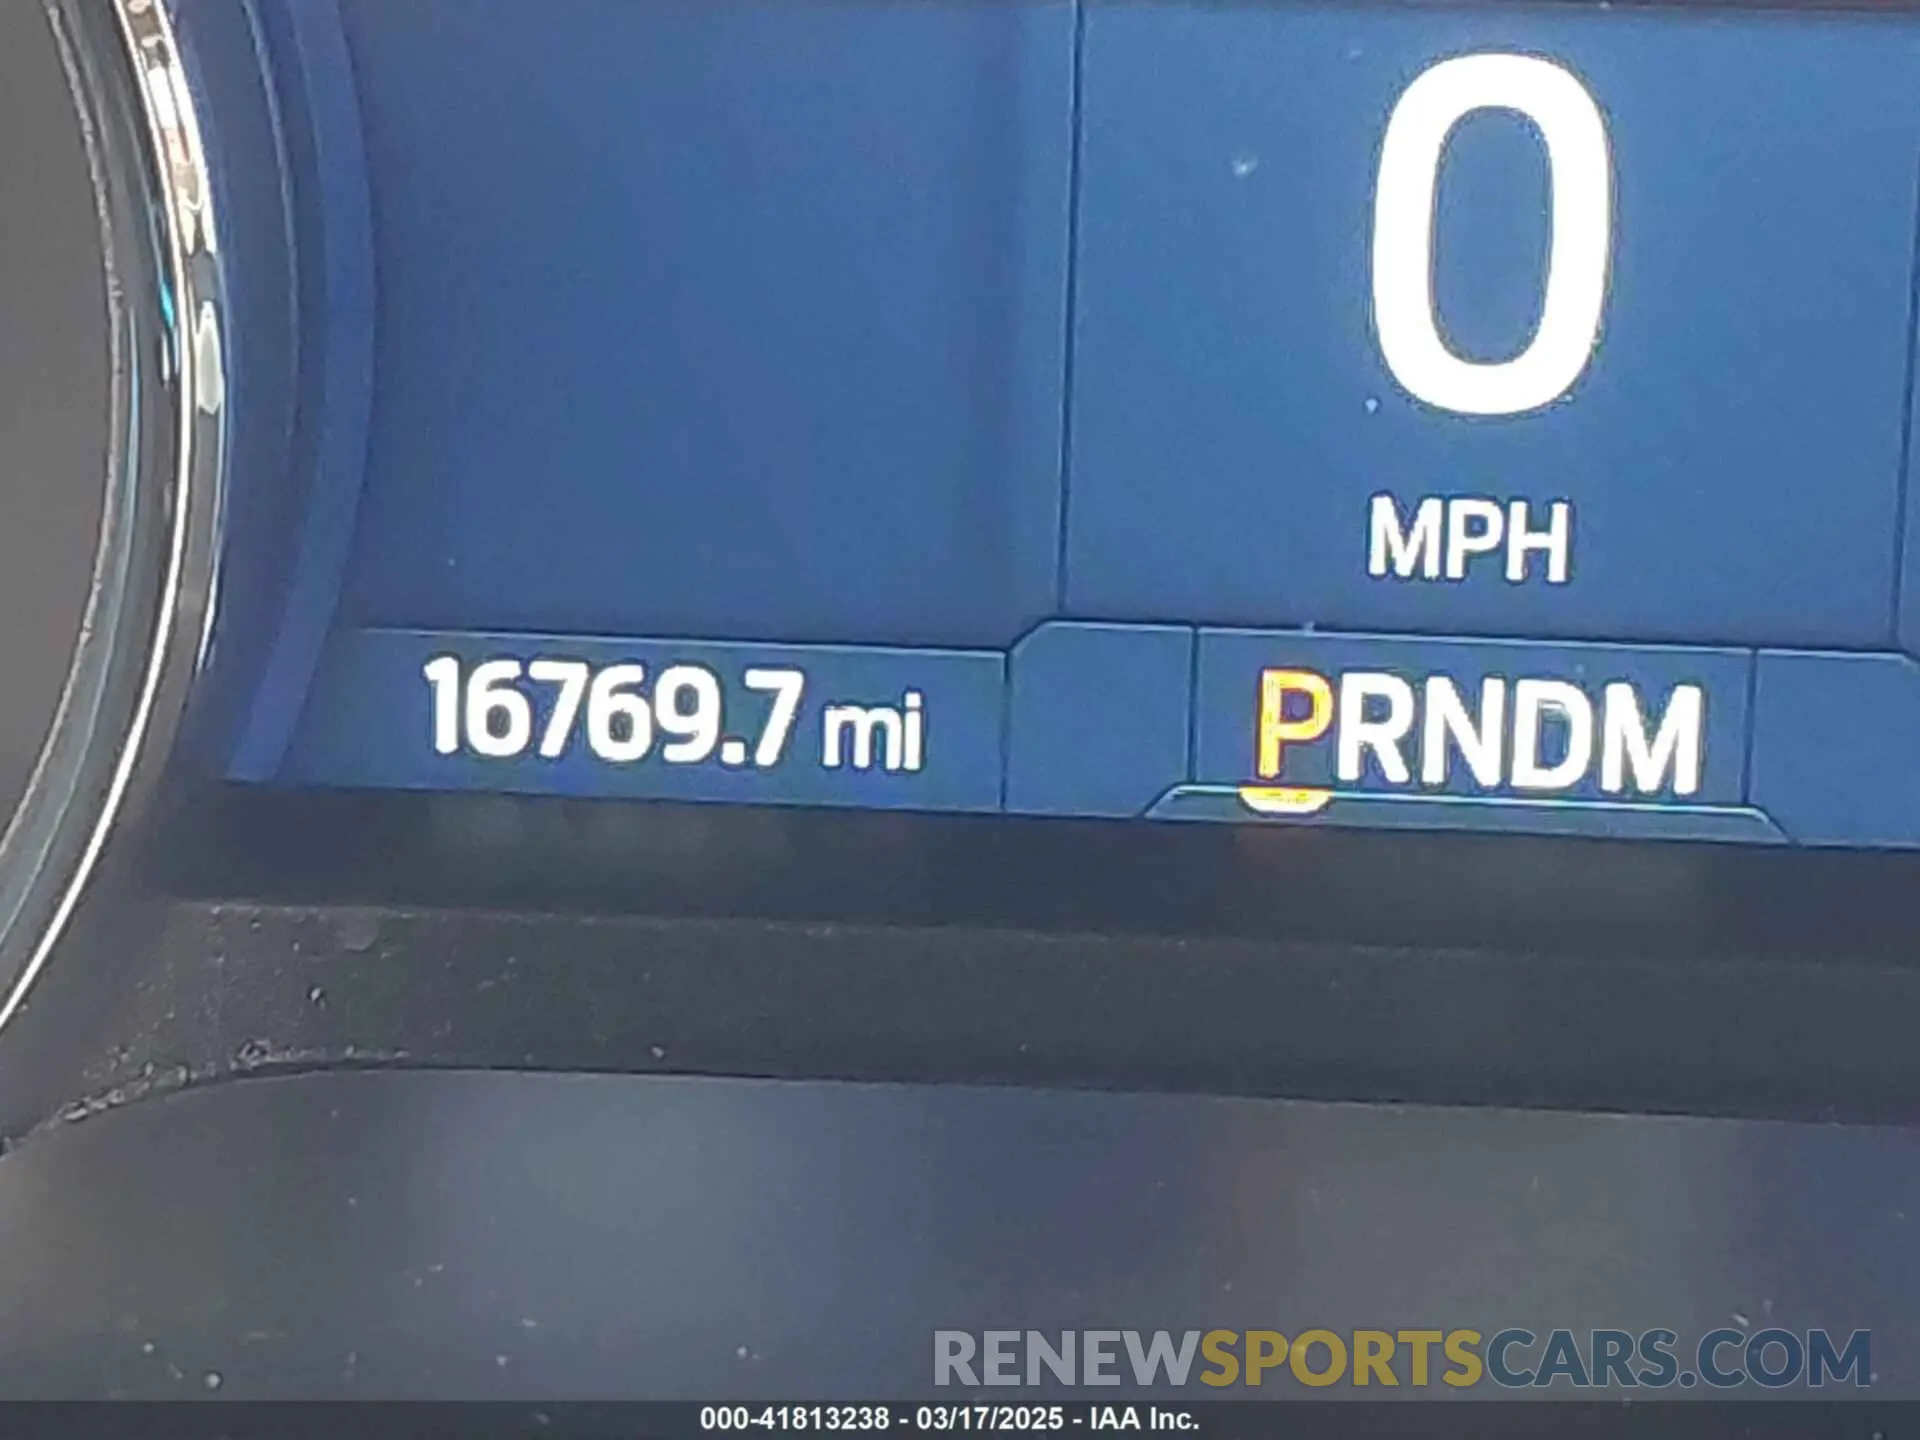 0
MPH
16769.7 mi
PRNDM
RENEWSPORTSCARS.COM
000-41813238 - 03/17/2025 - IAA Inc.